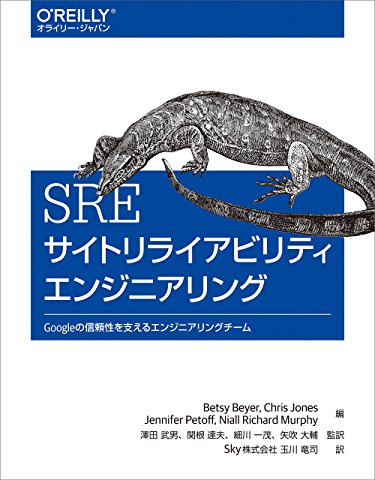 O'REILLY®
オライリー・ジャパン
SRE
サイトリライアビリティ
エンジニアリング
Googleの信頼性を支えるエンジニアリングチーム
Betsy Beyer, Chris Jones
Jennifer Petoff, Niall Richard Murphy 編
澤田 武男、関根 達夫、細川 一茂、矢吹 大輔 監訳
Sky株式会社 玉川 竜司 訳